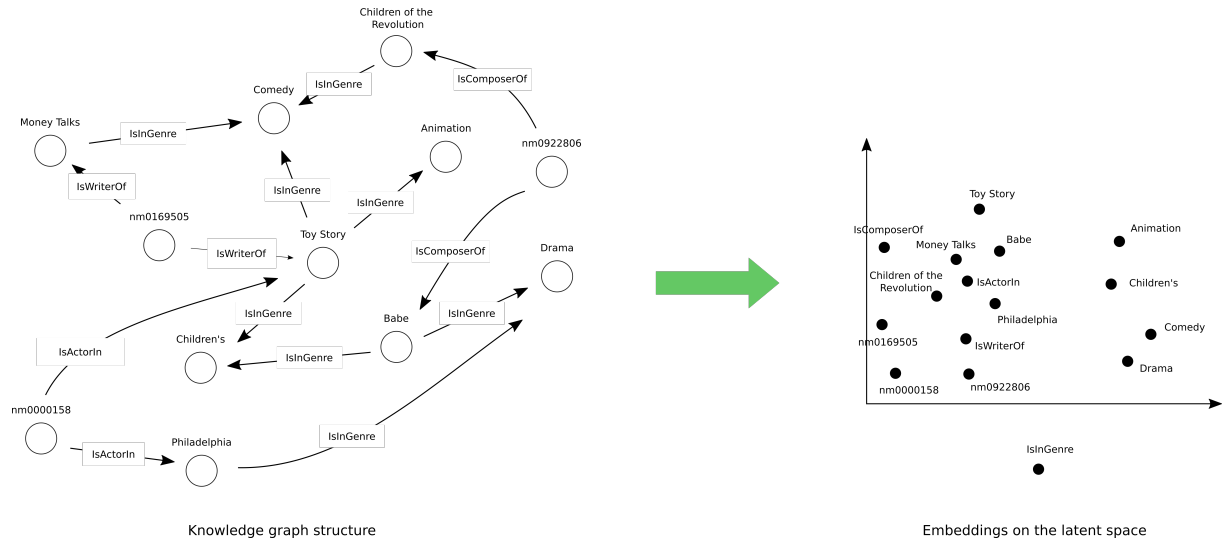 Children of the
Revolution
IsInGenre
IsComposerOf
Comedy
Money Talks
IsInGenre
Animation
nm0922806
IsWriterOf
IsInGenre
IsInGenre
nm0169505
Toy Story
IsWriterOf
IsComposerOf
Drama
IsInGenre
Babe
IsInGenre
Children's
IsInGenre
IsActorIn
nm0000158
IsActorIn
Philadelphia
IsInGenre
Knowledge graph structure
Toy Story
IsComposerOf
Money Talks
Babe
Animation
Children of the
Revolution
IsActorIn
Children's
Philadelphia
nm0169505
IsWriterOf
Comedy
Drama
nm0000158
nm0922806
IsInGenre
Embeddings on the latent space